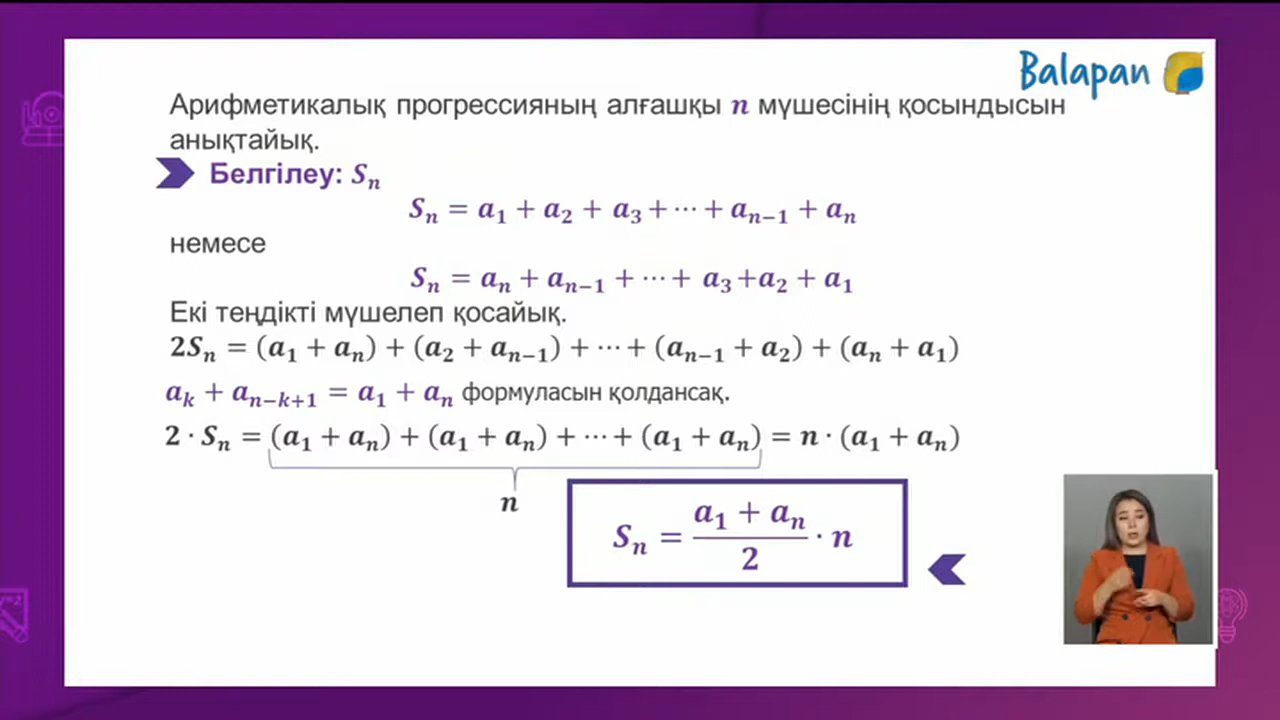 Balapan
Арифметикалық прогрессияның алғашқы n мүшесінің қосындысын
анықтайық.
Белгілеу: Sₙ
Sₙ = a₁ + a₂ + a₃ + ⋯ + aₙ₋₁ + aₙ
немесе
Sₙ = aₙ + aₙ₋₁ + ⋯ + a₃ + a₂ + a₁
Екі теңдікті мүшелеп қосайық.
2Sₙ = (a₁ + aₙ) + (a₂ + aₙ₋₁) + ⋯ + (aₙ₋₁ + a₂) + (aₙ + a₁)
aₖ + aₙ₋ₖ₊₁ = a₁ + aₙ формуласын қолдансақ.
2 · Sₙ = (a₁ + aₙ) + (a₁ + aₙ) + ⋯ + (a₁ + aₙ) = n · (a₁ + aₙ)
n
Sₙ = (a₁ + aₙ)/2 · n